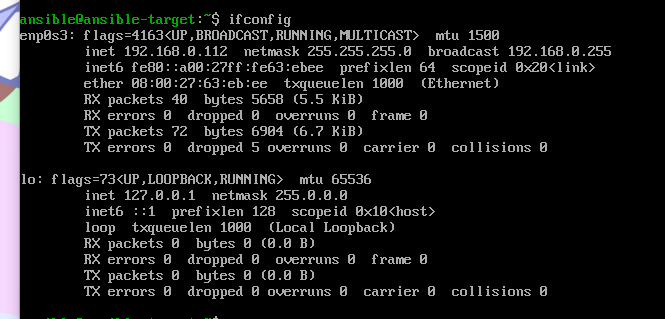 ansible@ansible-target:~$ ifconfig
enp0s3: flags=4163<UP,BROADCAST,RUNNING,MULTICAST>  mtu 1500
        inet 192.168.0.112  netmask 255.255.255.0  broadcast 192.168.0.255
        inet6 fe80::a00:27ff:fe63:ebee  prefixlen 64  scopeid 0x20<link>
        ether 08:00:27:63:eb:ee  txqueuelen 1000  (Ethernet)
        RX packets 40  bytes 5658 (5.5 KiB)
        RX errors 0  dropped 0  overruns 0  frame 0
        TX packets 72  bytes 6904 (6.7 KiB)
        TX errors 0  dropped 5 overruns 0  carrier 0  collisions 0

lo: flags=73<UP,LOOPBACK,RUNNING>  mtu 65536
        inet 127.0.0.1  netmask 255.0.0.0
        inet6 ::1  prefixlen 128  scopeid 0x10<host>
        loop  txqueuelen 1000  (Local Loopback)
        RX packets 0  bytes 0 (0.0 B)
        RX errors 0  dropped 0  overruns 0  frame 0
        TX packets 0  bytes 0 (0.0 B)
        TX errors 0  dropped 0 overruns 0  carrier 0  collisions 0